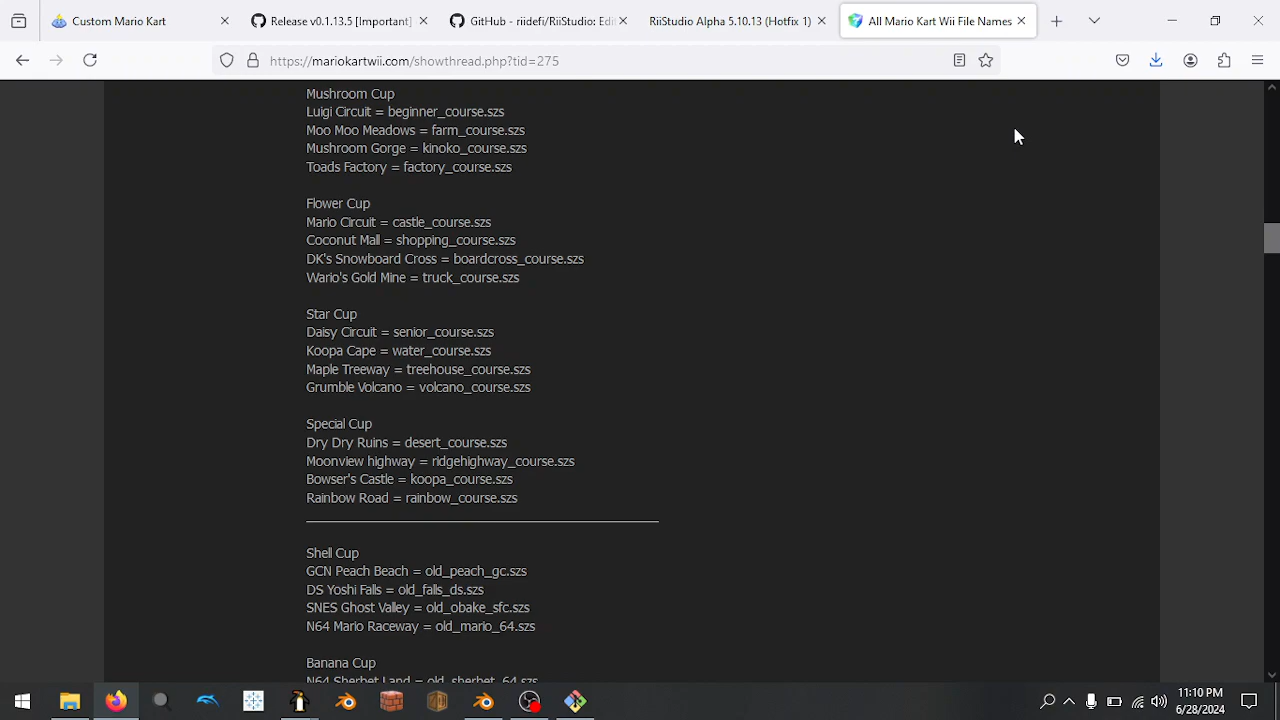 Custom Mario Kart
Release v0.1.13.5 [Important]
GitHub - riidefi/RiiStudio: Edi
RiiStudio Alpha 5.10.13 (Hotfix 1)
All Mario Kart Wii File Names
https://mariokartwii.com/showthread.php?tid=275
Mushroom Cup
Luigi Circuit = beginner_course.szs
Moo Moo Meadows = farm_course.szs
Mushroom Gorge = kinoko_course.szs
Toads Factory = factory_course.szs
Flower Cup
Mario Circuit = castle_course.szs
Coconut Mall = shopping_course.szs
DK's Snowboard Cross = boardcross_course.szs
Wario's Gold Mine = truck_course.szs
Star Cup
Daisy Circuit = senior_course.szs
Koopa Cape = water_course.szs
Maple Treeway = treehouse_course.szs
Grumble Volcano = volcano_course.szs
Special Cup
Dry Dry Ruins = desert_course.szs
Moonview highway = ridgehighway_course.szs
Bowser's Castle = koopa_course.szs
Rainbow Road = rainbow_course.szs
Shell Cup
GCN Peach Beach = old_peach_gc.szs
DS Yoshi Falls = old_falls_ds.szs
SNES Ghost Valley = old_obake_sfc.szs
N64 Mario Raceway = old_mario_64.szs
Banana Cup
N64 Sherbet Land = old_sherbet_64.szs
11:10 PM
6/28/2024